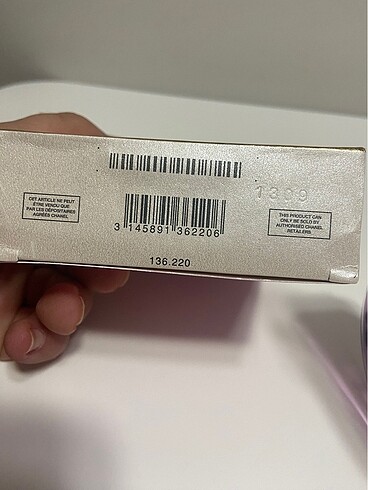 1309
CET ARTICLE NE PEUT
ÊTRE VENDU QUE
PAR LES DÉPOSITAIRES
AGRÉÉS CHANEL
3 145891 362206
THIS PRODUCT CAN
ONLY BE SOLD BY
AUTHORISED CHANEL
RETAILERS
136.220